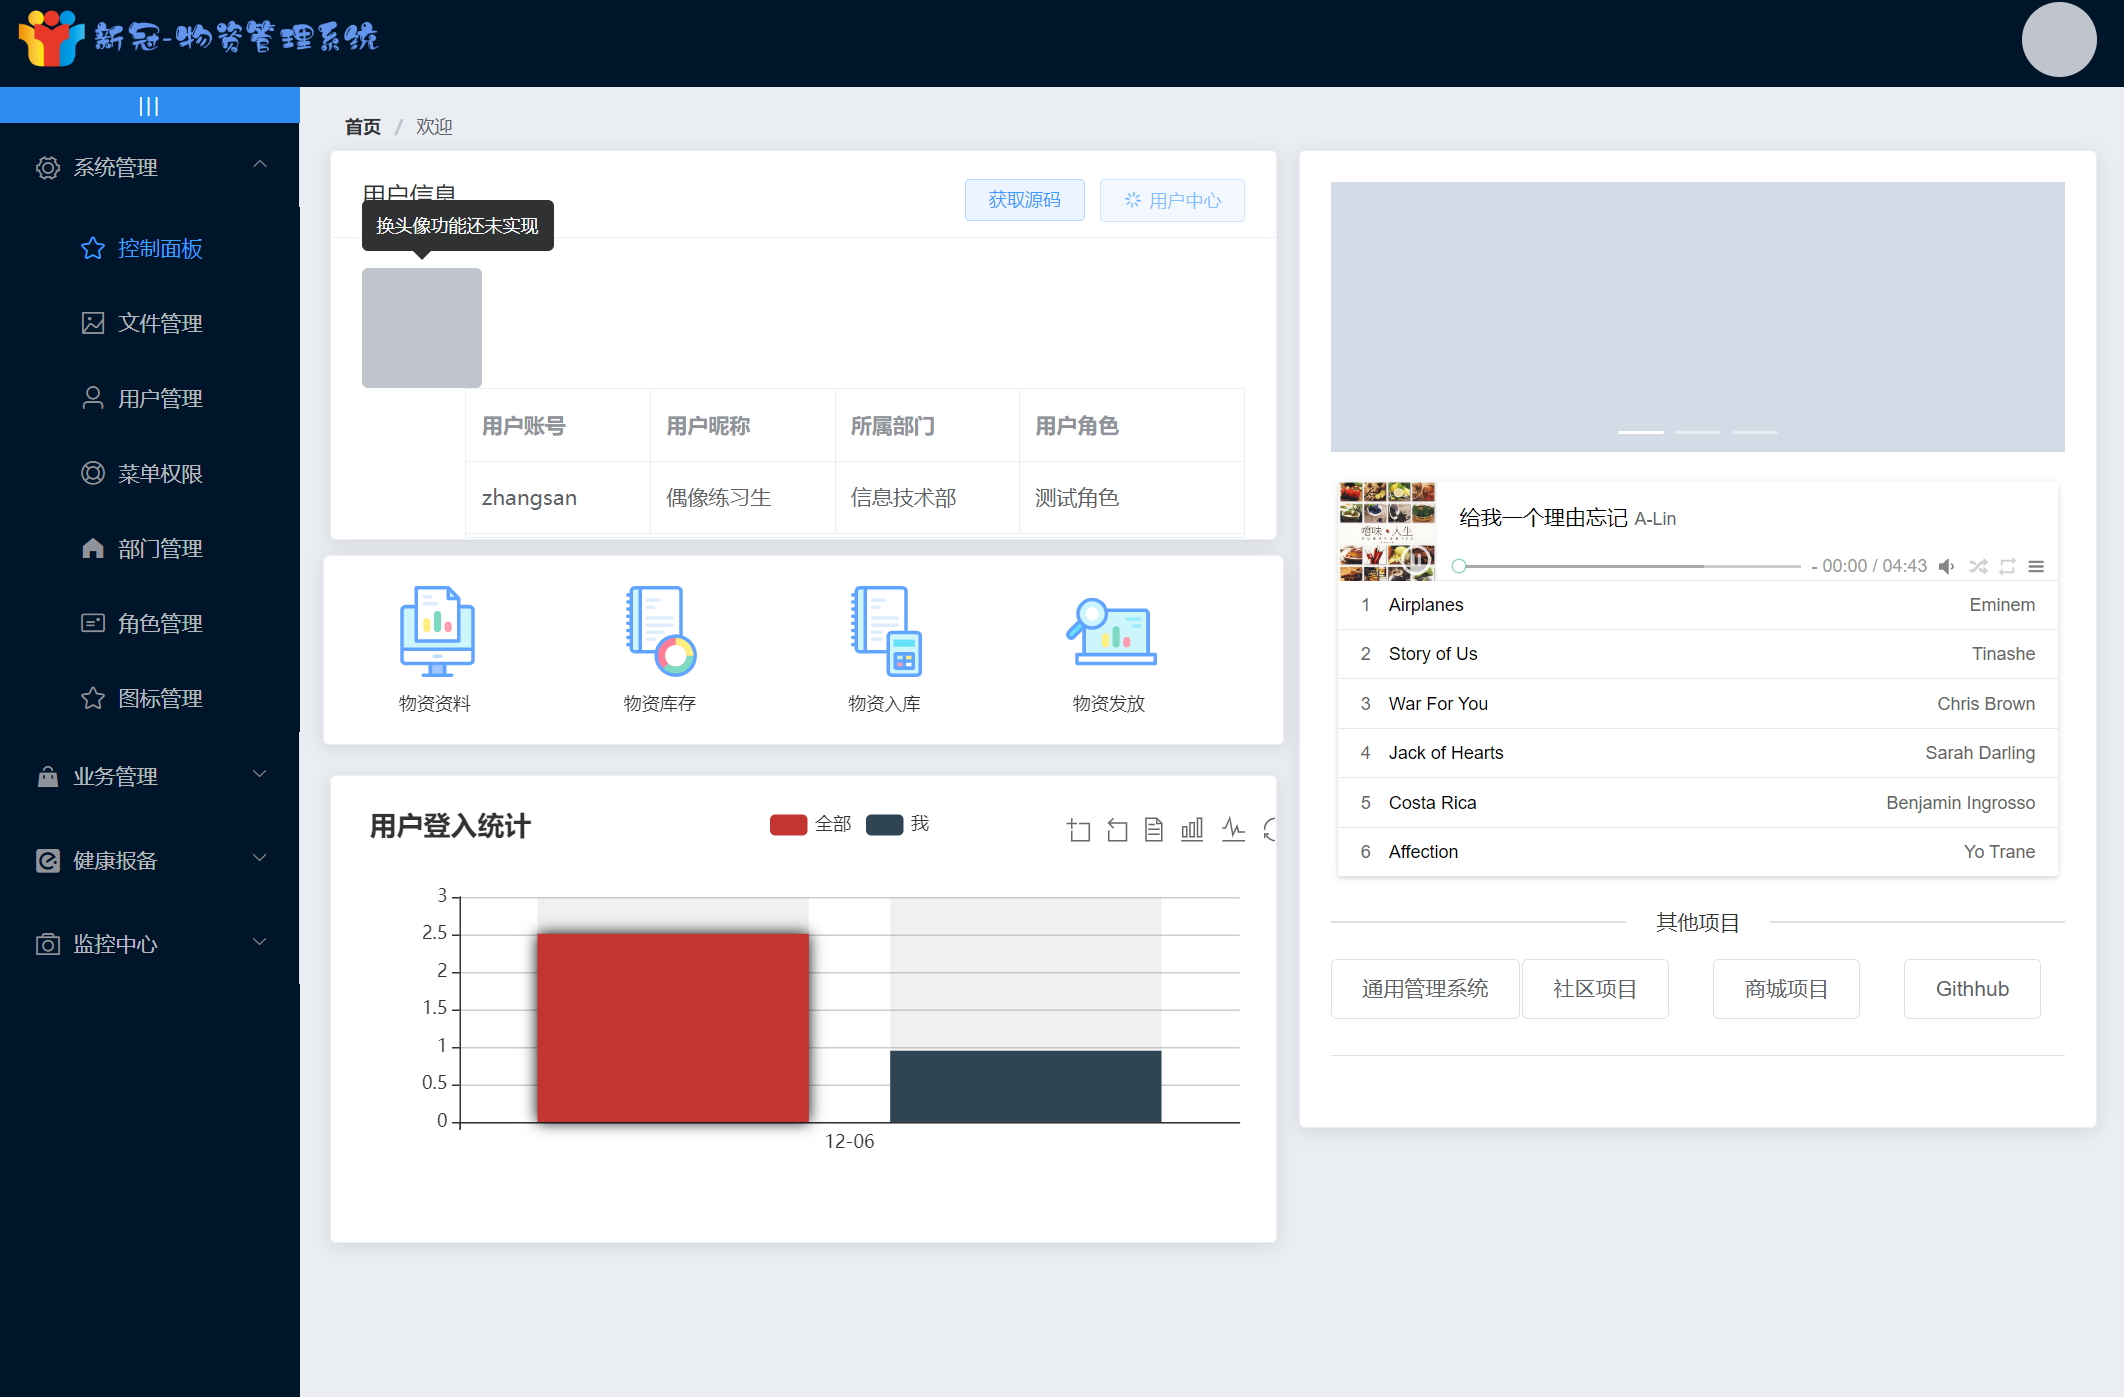 新冠-物资管理系统
|||
系统管理
控制面板
文件管理
用户管理
菜单权限
部门管理
角色管理
图标管理
业务管理
健康报备
监控中心
首页 / 欢迎
用户信息
获取源码
用户中心
换头像功能还未实现
用户账号 用户昵称 所属部门 用户角色
zhangsan 偶像练习生 信息技术部 测试角色
物资资料 物资库存 物资入库 物资发放
用户登入统计
全部 我
3
2.5
2
1.5
1
0.5
0
12-06
嗜味 人生
给我一个理由忘记 A-Lin
- 00:00 / 04:43
1 Airplanes Eminem
2 Story of Us Tinashe
3 War For You Chris Brown
4 Jack of Hearts Sarah Darling
5 Costa Rica Benjamin Ingrosso
6 Affection Yo Trane
其他项目
通用管理系统 社区项目 商城项目 Githhub